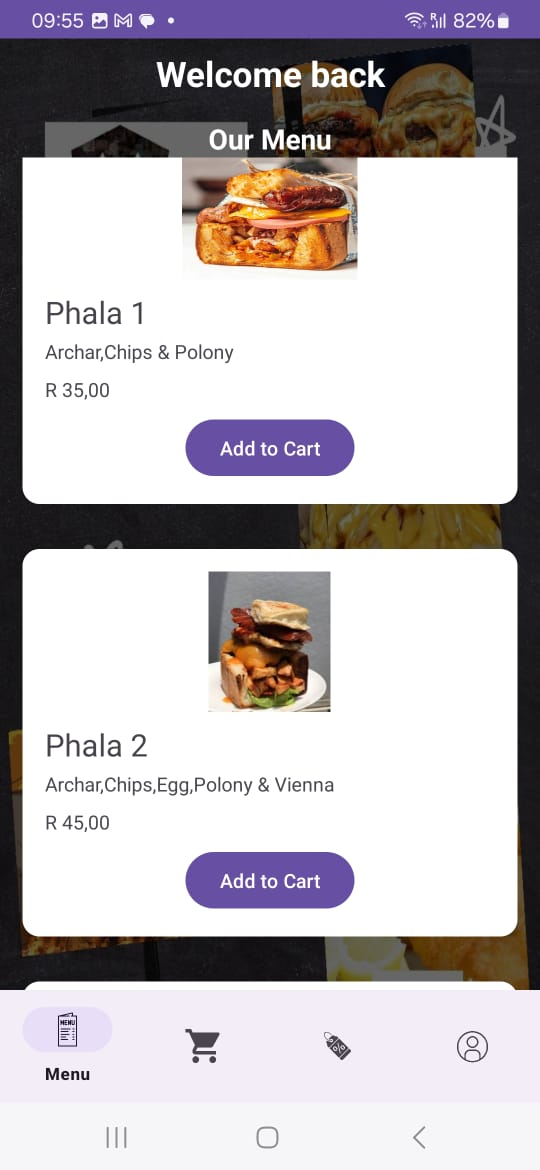 09:55 82%
Welcome back
Our Menu
Phala 1
Archar,Chips & Polony
R 35,00
Add to Cart
Phala 2
Archar,Chips,Egg,Polony & Vienna
R 45,00
Add to Cart
MENU
Menu